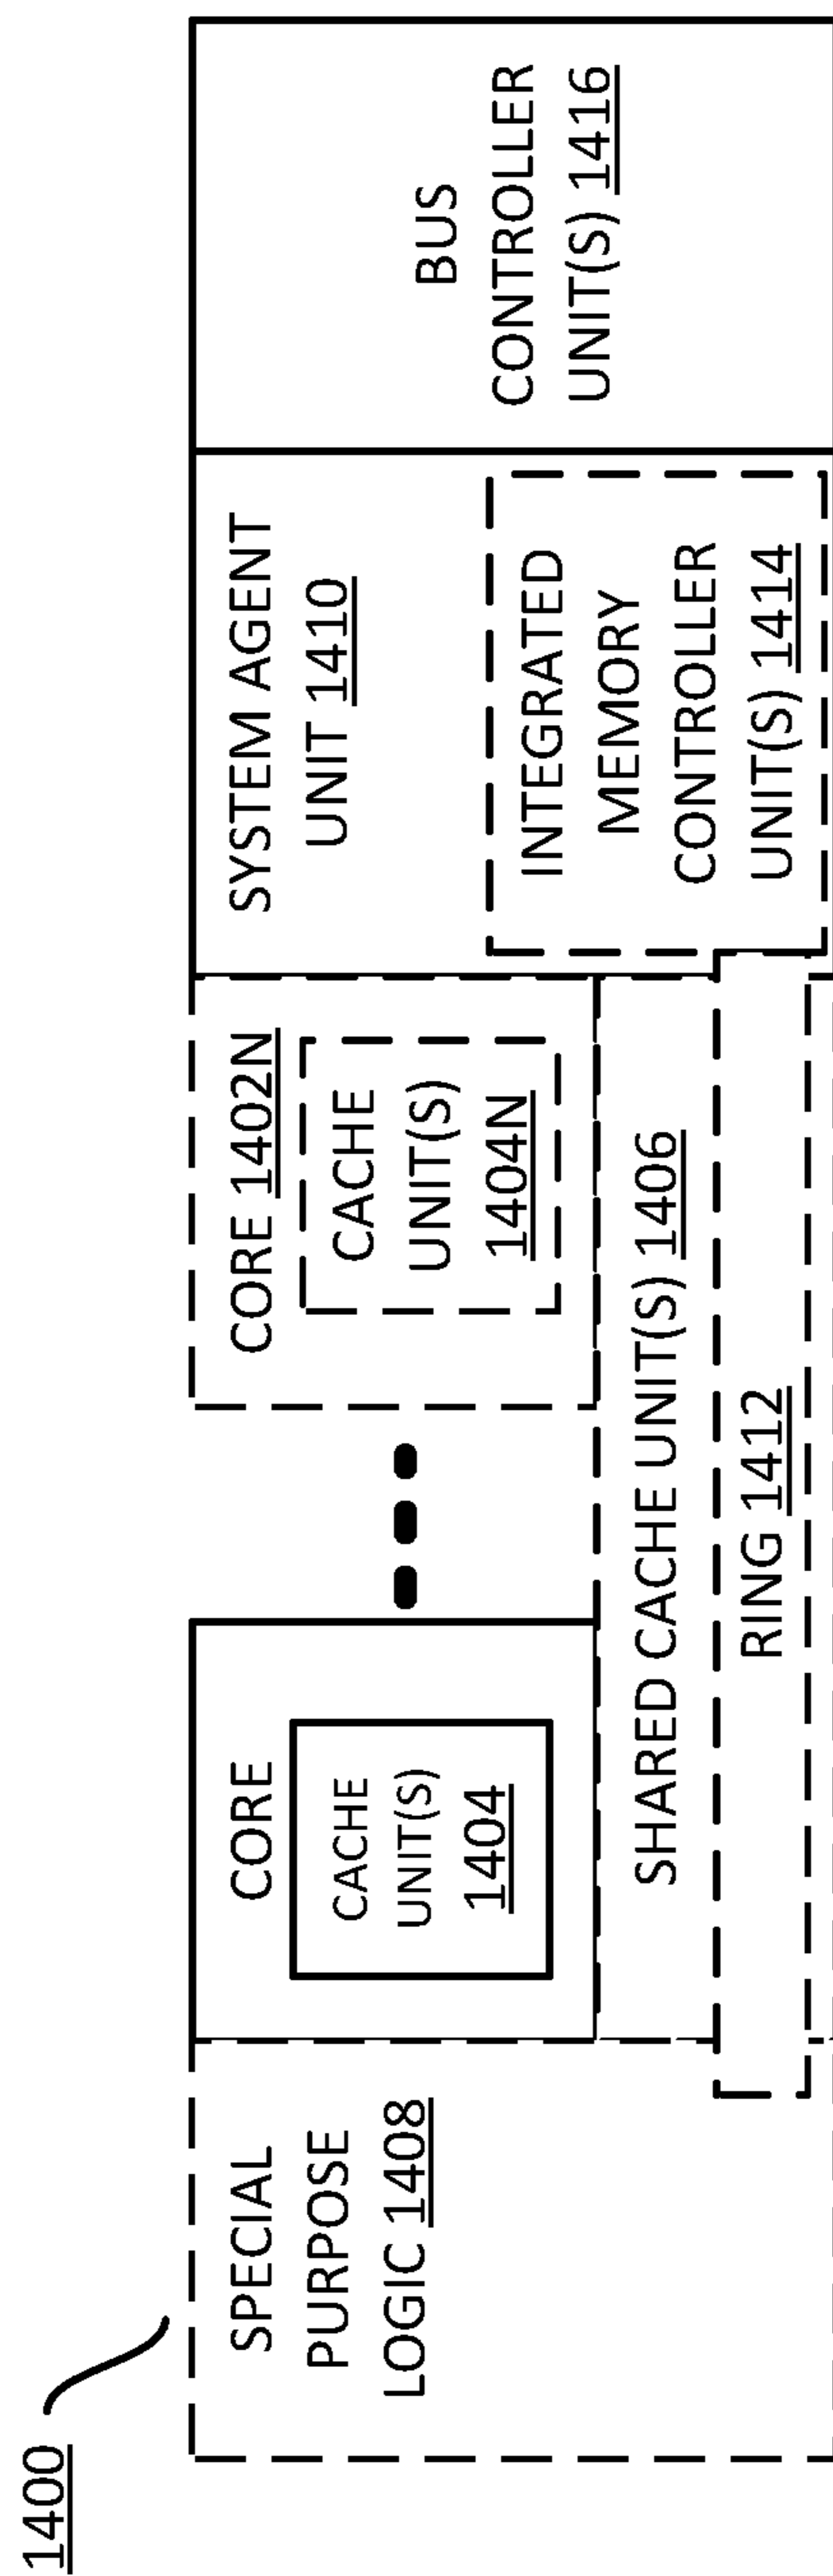 1400
SPECIAL
PURPOSE
LOGIC 1408
CORE
CACHE
UNIT(S)
1404
CORE 1402N
CACHE
UNIT(S)
1404N
SHARED CACHE UNIT(S) 1406
RING 1412
SYSTEM AGENT
UNIT 1410
INTEGRATED
MEMORY
CONTROLLER
UNIT(S) 1414
BUS
CONTROLLER
UNIT(S) 1416